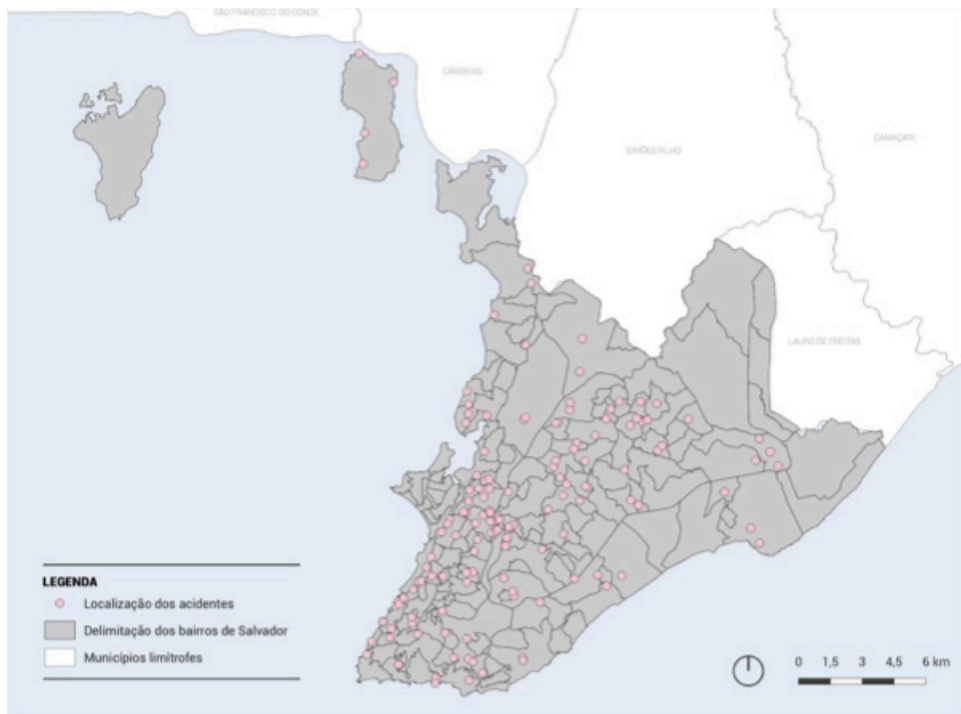 SÃO FRANCISCO DO CONDE
CANDEIAS
CAMAÇARI
SIMÕES FILHO
LAURO DE FREITAS
LEGENDA
Localização dos acidentes
Delimitação dos bairros de Salvador
Municípios limítrofes
0 1,5 3 4,5 6 km